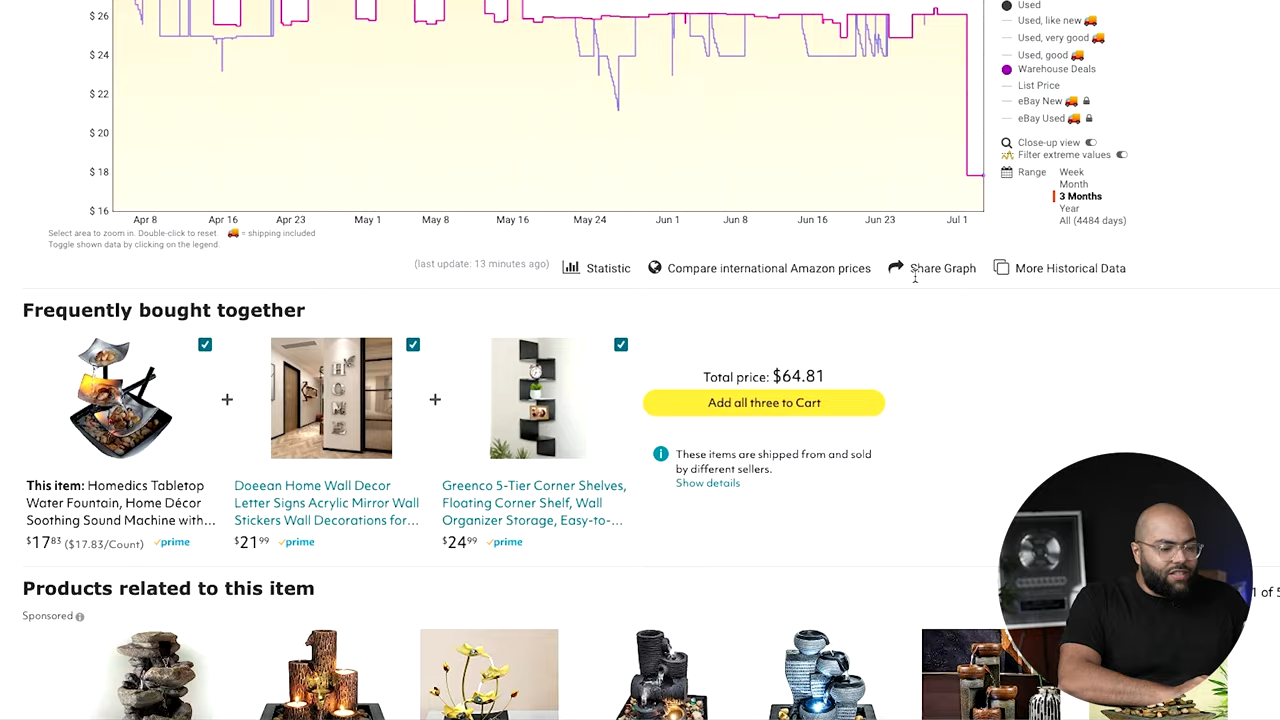 $ 26
$ 24
$ 22
$ 20
$ 18
$ 16
Apr 8 Apr 16 Apr 23 May 1 May 8 May 16 May 24 Jun 1 Jun 8 Jun 16 Jun 23 Jul 1
Used
Used, like new
Used, very good
Used, good
Warehouse Deals
List Price
eBay New
eBay Used
Close-up view
Filter extreme values
Range Week
Month
3 Months
Year
All (4484 days)
Select area to zoom in. Double-click to reset. = shipping included
Toggle shown data by clicking on the legend.
(last update: 13 minutes ago) Statistic Compare international Amazon prices Share Graph More Historical Data
Frequently bought together
Total price: $64.81
Add all three to Cart
These items are shipped from and sold
by different sellers.
Show details
This item: Homedics Tabletop
Water Fountain, Home Décor
Soothing Sound Machine with...
$17.83 ($17.83/Count) prime
Doeean Home Wall Decor
Letter Signs Acrylic Mirror Wall
Stickers Wall Decorations for...
$21.99 prime
Greenco 5-Tier Corner Shelves,
Floating Corner Shelf, Wall
Organizer Storage, Easy-to-...
$24.99 prime
Products related to this item
1 of 5
Sponsored